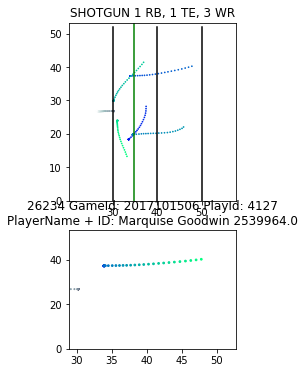 SHOTGUN 1 RB, 1 TE, 3 WR
50
40
30
20
10
0
30 40 50
26234 GameId: 2017101506 PlayId: 4127
PlayerName + ID: Marquise Goodwin 2539964.0
40
20
0
30 35 40 45 50